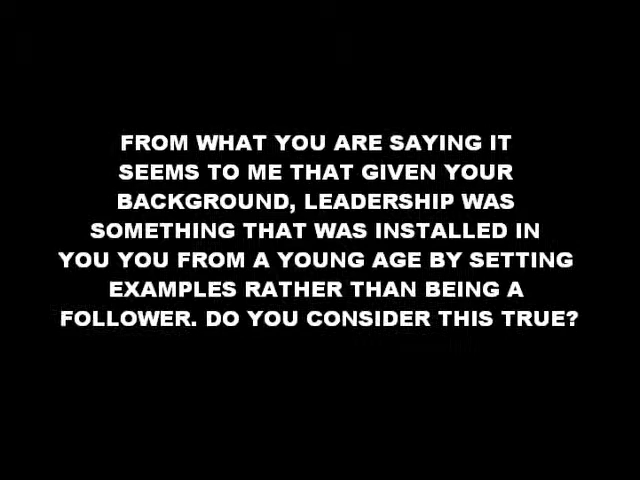 FROM WHAT YOU ARE SAYING IT
SEEMS TO ME THAT GIVEN YOUR
BACKGROUND, LEADERSHIP WAS
SOMETHING THAT WAS INSTALLED IN
YOU YOU FROM A YOUNG AGE BY SETTING
EXAMPLES RATHER THAN BEING A
FOLLOWER. DO YOU CONSIDER THIS TRUE?